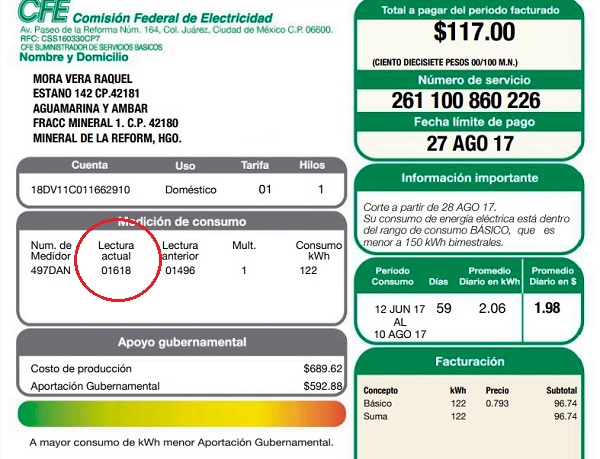 CFE Comisión Federal de Electricidad
Av. Paseo de la Reforma Núm. 164, Col. Juárez, Ciudad de México C.P. 06600.
RFC: CSS160330CP7
CFE SUMINISTRADOR DE SERVICIOS BASICOS
Nombre y Domicilio
MORA VERA RAQUEL
ESTANO 142 CP.42181
AGUAMARINA Y AMBAR
FRACC MINERAL 1. C.P. 42180
MINERAL DE LA REFORM, HGO.
Total a pagar del periodo facturado
$117.00
(CIENTO DIECISIETE PESOS 00/100 M.N.)
Número de servicio
261 100 860 226
Fecha límite de pago
27 AGO 17
Cuenta Uso Tarifa Hilos
18DV11C011662910 Doméstico 01 1
Medición de consumo
Num. de Medidor Lectura actual Lectura anterior Mult. Consumo kWh
497DAN 01618 01496 1 122
Apoyo gubernamental
Costo de producción $689.62
Aportación Gubernamental $592.88
A mayor consumo de kWh menor Aportación Gubernamental.
Información importante
Corte a partir de 28 AGO 17.
Su consumo de energía eléctrica está dentro
del rango de consumo BÁSICO, que es
menor a 150 kWh bimestrales.
Período Consumo Días Promedio Diario en kWh Promedio Diario en $
12 JUN 17 AL 10 AGO 17 59 2.06 1.98
Facturación
Concepto kWh Precio Subtotal
Básico 122 0.793 96.74
Suma 122 96.74